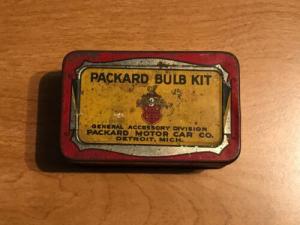 PACKARD BULB KIT
GENERAL ACCESSORY DIVISION
PACKARD MOTOR CAR CO.
DETROIT, MICH.